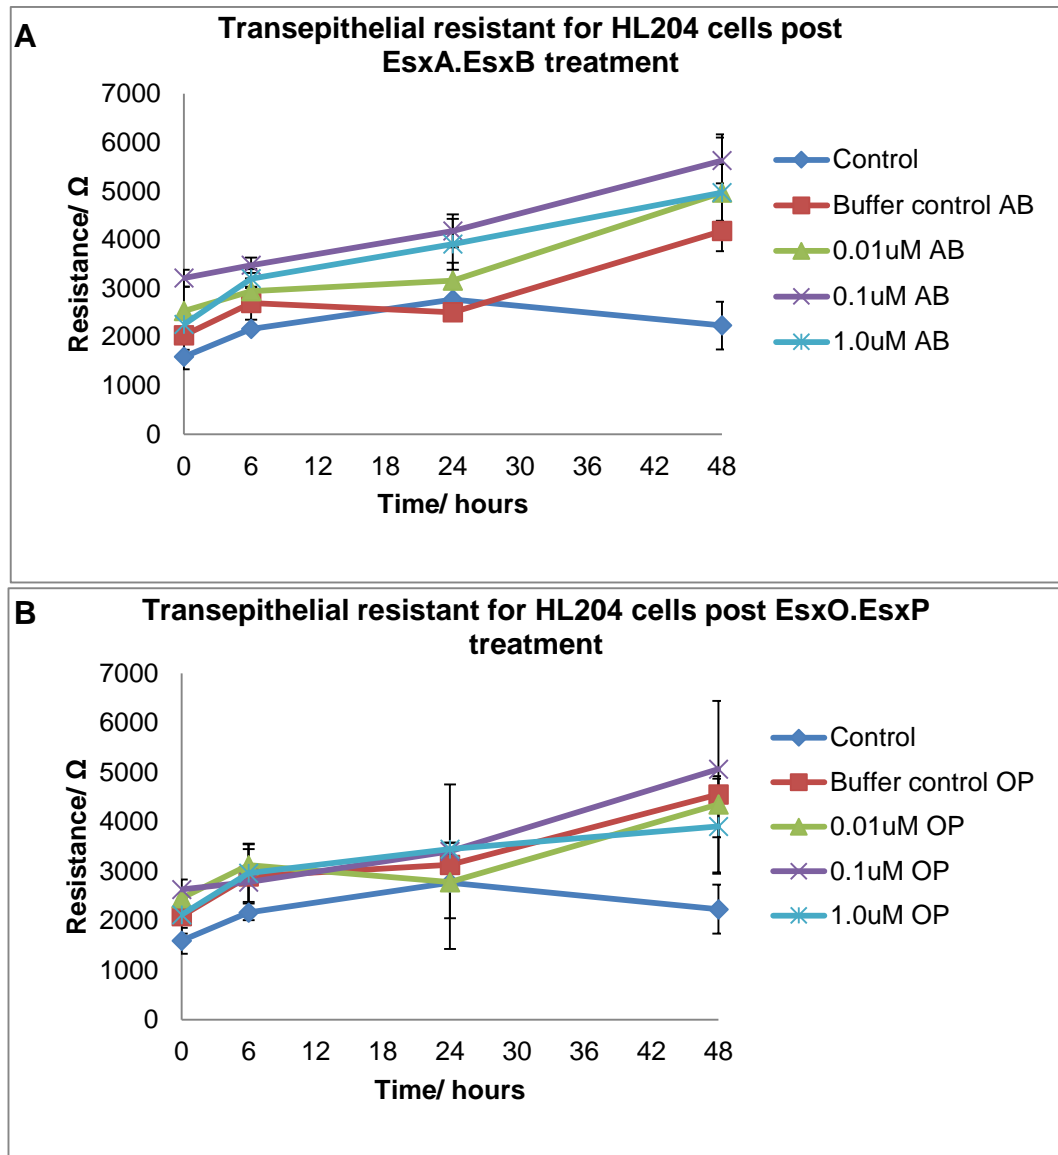 A
Transepithelial resistant for HL204 cells post
EsxA.EsxB treatment
7000
6000
5000
4000
3000
2000
1000
0
Resistance/ Ω
0 6 12 18 24 30 36 42 48
Time/ hours
Control
Buffer control AB
0.01uM AB
0.1uM AB
1.0uM AB
B
Transepithelial resistant for HL204 cells post EsxO.EsxP
treatment
7000
6000
5000
4000
3000
2000
1000
0
Resistance/ Ω
0 6 12 18 24 30 36 42 48
Time/ hours
Control
Buffer control OP
0.01uM OP
0.1uM OP
1.0uM OP